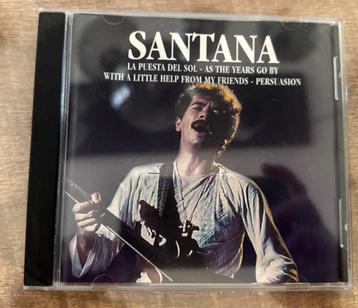 SANTANA
LA PUESTA DEL SOL - AS THE YEARS GO BY
WITH A LITTLE HELP FROM MY FRIENDS - PERSUASION